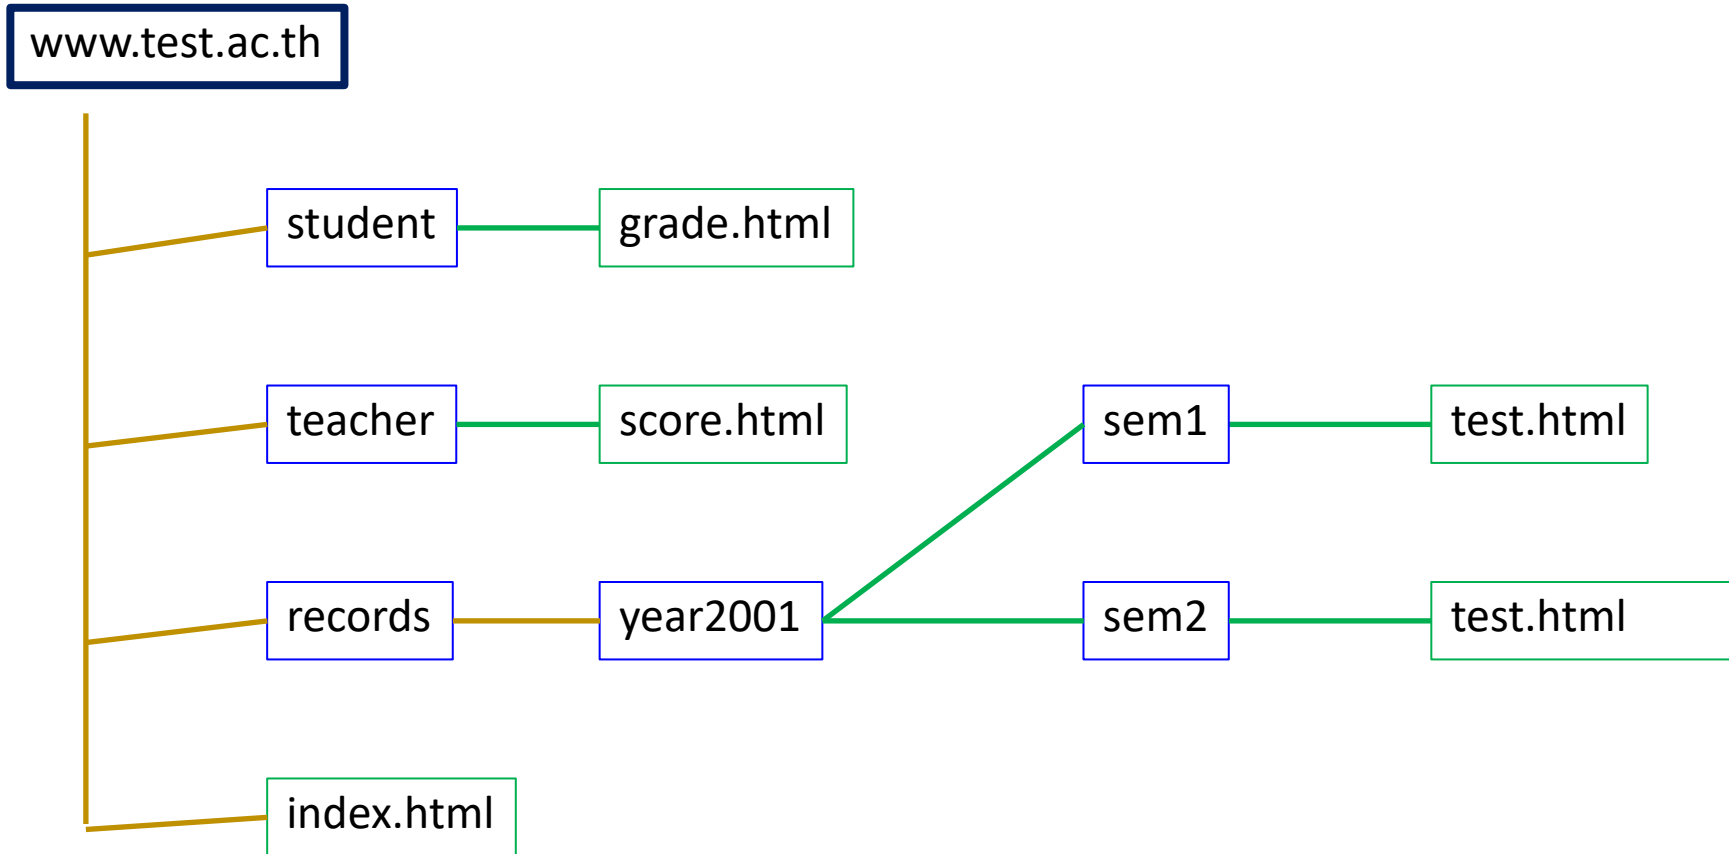 www.test.ac.th
student
grade.html
teacher
score.html
sem1
test.html
records
year2001
sem2
test.html
index.html